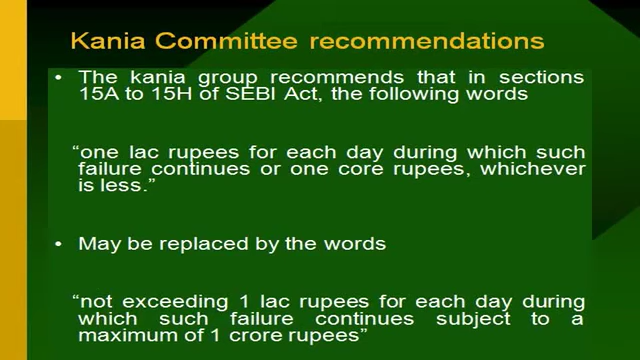 Kania Committee recommendations
• The kania group recommends that in sections
15A to 15H of SEBI Act, the following words
“one lac rupees for each day during which such
failure continues or one core rupees, whichever
is less.”
• May be replaced by the words
“not exceeding 1 lac rupees for each day during
which such failure continues subject to a
maximum of 1 crore rupees”